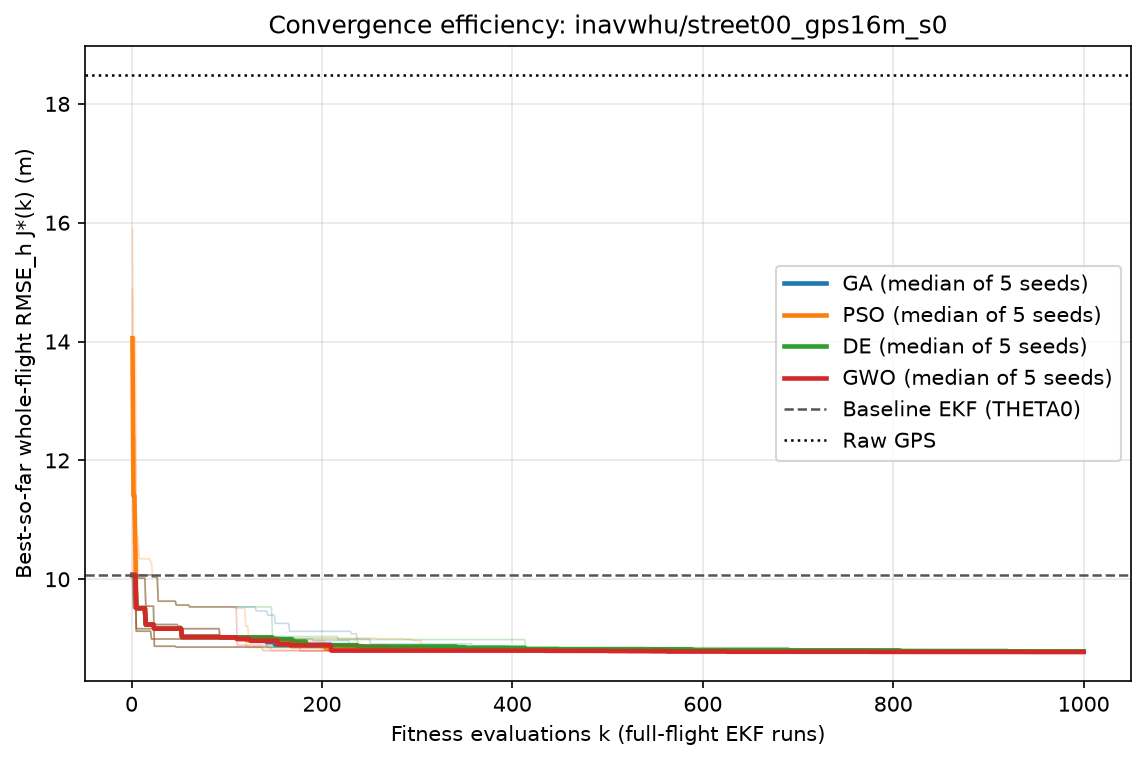 Convergence efficiency: inavwhu/street00_gps16m_s0
Best-so-far whole-flight RMSE_h J*(k) (m)
18
16
14
12
10
GA (median of 5 seeds)
PSO (median of 5 seeds)
DE (median of 5 seeds)
GWO (median of 5 seeds)
Baseline EKF (THETA0)
Raw GPS
0
200
400
600
800
1000
Fitness evaluations k (full-flight EKF runs)